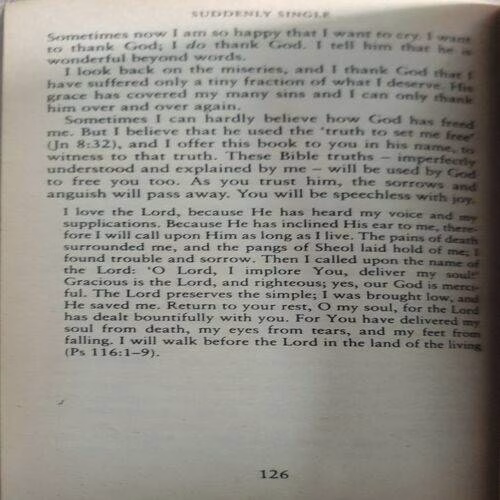 SUDDENLY SINGLE
Sometimes now I am so happy that I want to cry. I want
to thank God; I do thank God. I tell him that he is
wonderful beyond words.
I look back on the miseries, and I thank God that I
have suffered only a tiny fraction of what I deserve. His
grace has covered my many sins and I can only thank
him over and over again.
Sometimes I can hardly believe how God has freed
me. But I believe that he used the 'truth to set me free'
(Jn 8:32), and I offer this book to you in his name, to
witness to that truth. These Bible truths – imperfectly
understood and explained by me – will be used by God
to free you too. As you trust him, the sorrows and
anguish will pass away. You will be speechless with joy.
I love the Lord, because He has heard my voice and my
supplications. Because He has inclined His ear to me, there-
fore I will call upon Him as long as I live. The pains of death
surrounded me, and the pangs of Sheol laid hold of me; I
found trouble and sorrow. Then I called upon the name of
the Lord: 'O Lord, I implore You, deliver my soul!'
Gracious is the Lord, and righteous; yes, our God is merci-
ful. The Lord preserves the simple; I was brought low, and
He saved me. Return to your rest, O my soul, for the Lord
has dealt bountifully with you. For You have delivered my
soul from death, my eyes from tears, and my feet from
falling. I will walk before the Lord in the land of the living
(Ps 116:1–9).
126